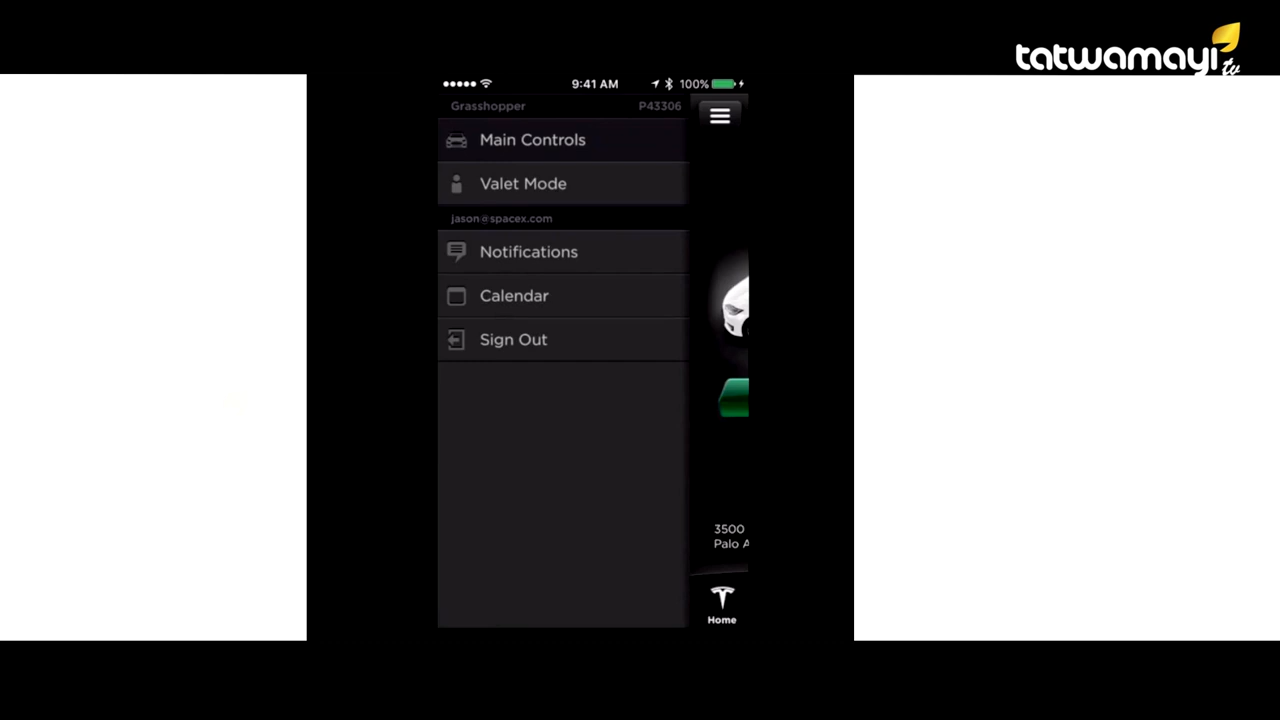 tatwamayi tv
9:41 AM 100%
Grasshopper P43306
Main Controls
Valet Mode
jason@spacex.com
Notifications
Calendar
Sign Out
3500
Palo A
Home